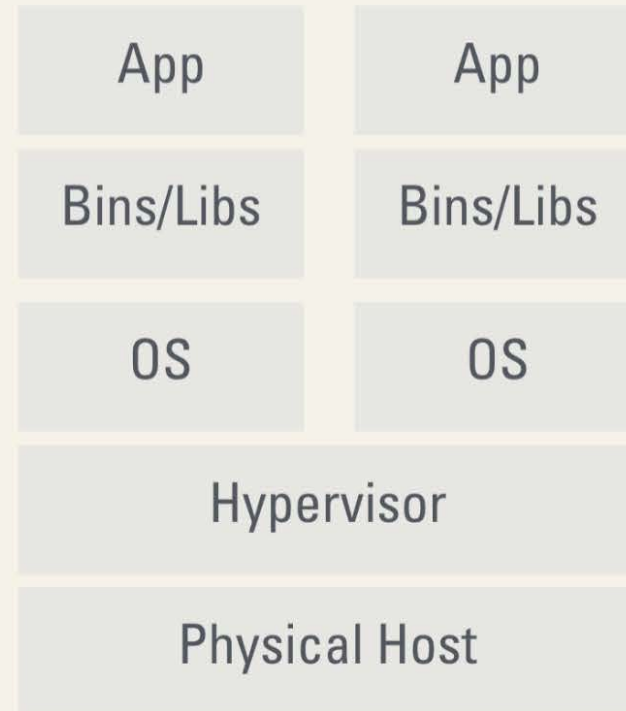 App App
Bins/Libs Bins/Libs
OS OS
Hypervisor
Physical Host